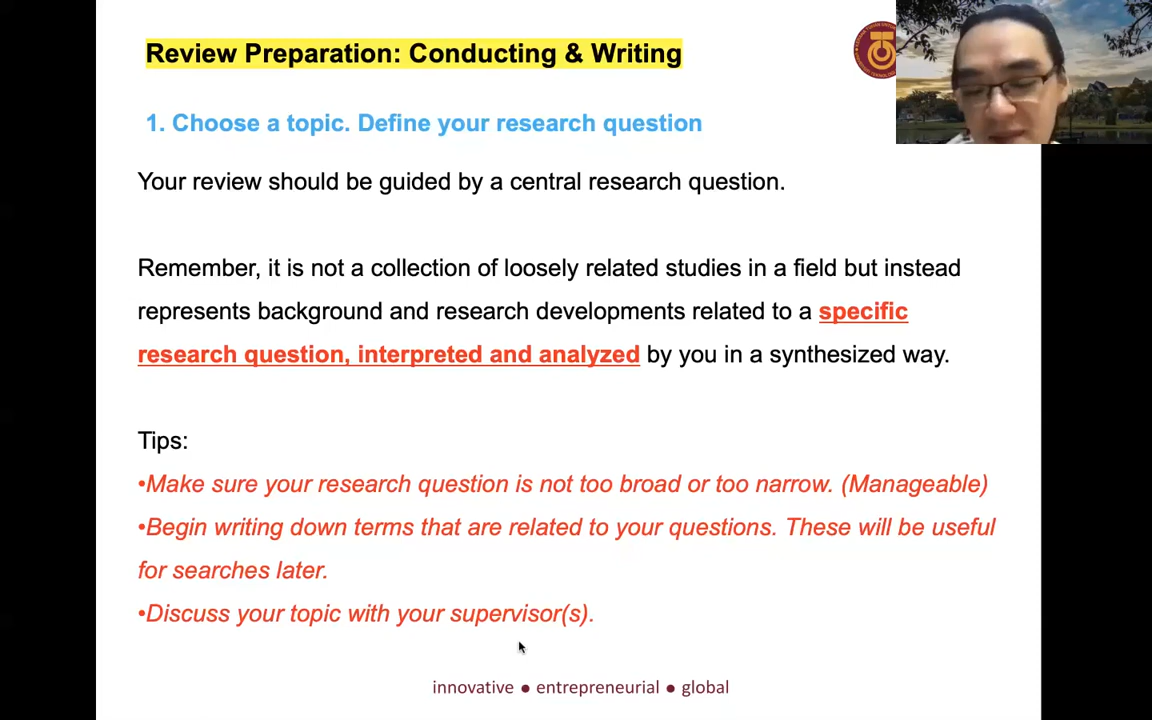 Review Preparation: Conducting & Writing
1. Choose a topic. Define your research question
Your review should be guided by a central research question.
Remember, it is not a collection of loosely related studies in a field but instead
represents background and research developments related to a specific
research question, interpreted and analyzed by you in a synthesized way.
Tips:
•Make sure your research question is not too broad or too narrow. (Manageable)
•Begin writing down terms that are related to your questions. These will be useful
for searches later.
•Discuss your topic with your supervisor(s).
innovative ● entrepreneurial ● global